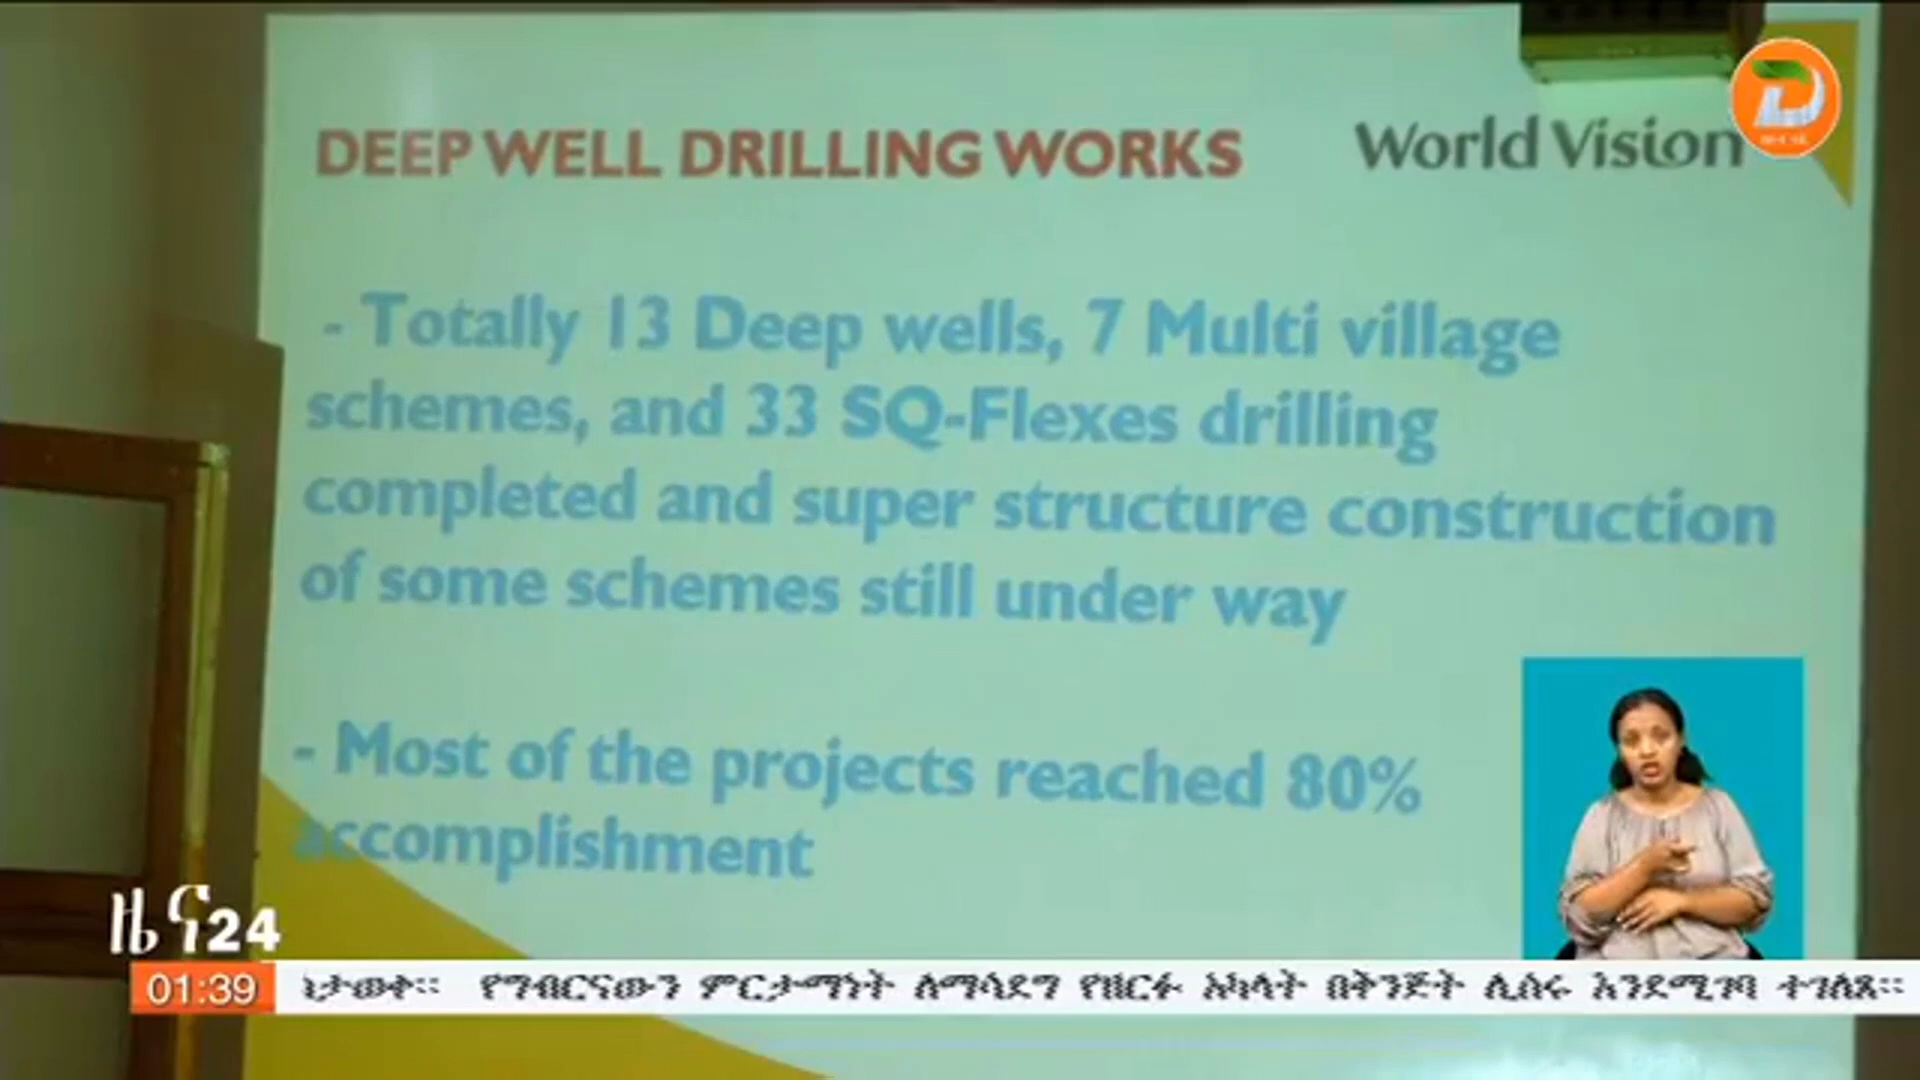 DEEP WELL DRILLING WORKS
World Vision
- Totally 13 Deep wells, 7 Multi village
schemes, and 33 SQ-Flexes drilling
completed and super structure construction
of some schemes still under way
- Most of the projects reached 80%
accomplishment
ዜና24
01:39
ኒታወቀ። የግብርናውን ምርታማነት ለማሳደግ የዘርፉ አካላት በቅንጅት ሊሰሩ እንደሚገባ ተገለጸ።